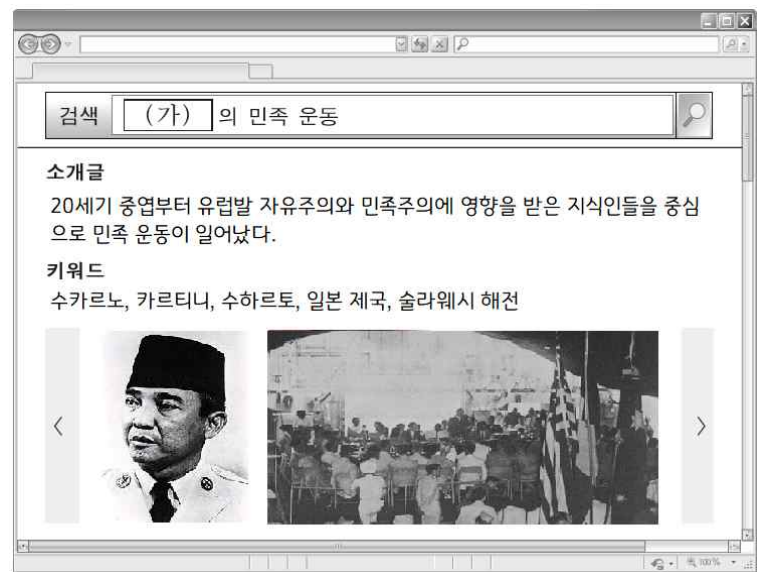 검색 (가) 의 민족 운동
소개글
20세기 중엽부터 유럽발 자유주의와 민족주의에 영향을 받은 지식인들을 중심
으로 민족 운동이 일어났다.
키워드
수카르노, 카르티니, 수하르토, 일본 제국, 술라웨시 해전
100%